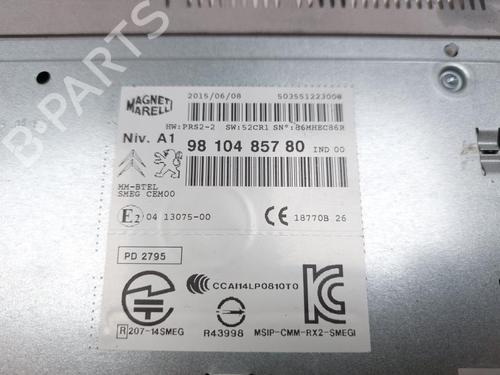 MAGNETI
MARELLI
2015/06/08 503551223008
HW:PRS2-2 SW:52CR1 SN°:86MHEC86R
Niv. A1
98 104 857 80 IND 00
MM-BTEL
SMEG CEM00
E2 04 13075-00
CE 18770B 26
PD 2795
CCAI14LP0810T0
R 207-14SMEG
R43998
MSIP-CMM-RX2-SMEGI
B-Parts